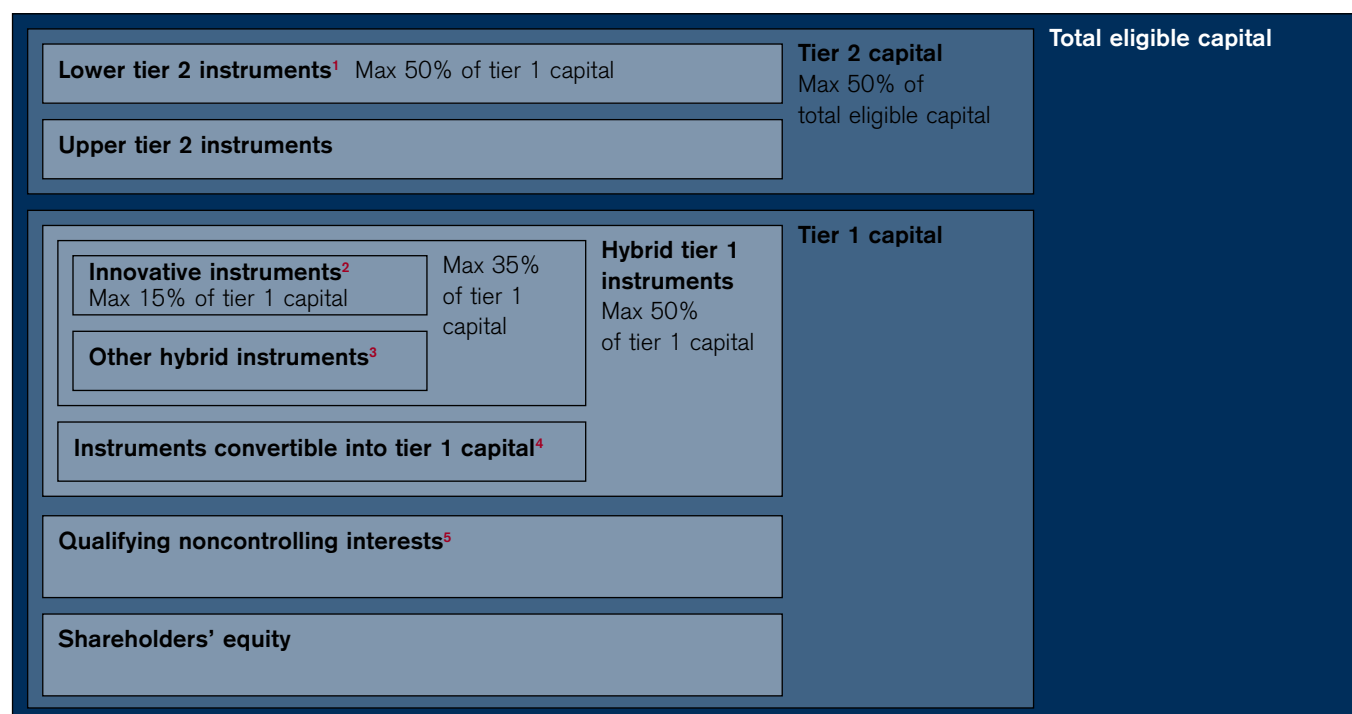 Total eligible capital
Tier 2 capital
Max 50% of
total eligible capital
Lower tier 2 instruments¹ Max 50% of tier 1 capital
Upper tier 2 instruments
Tier 1 capital
Hybrid tier 1
instruments
Max 50%
of tier 1 capital
Max 35%
of tier 1
capital
Innovative instruments²
Max 15% of tier 1 capital
Other hybrid instruments³
Instruments convertible into tier 1 capital⁴
Qualifying noncontrolling interests⁵
Shareholders’ equity